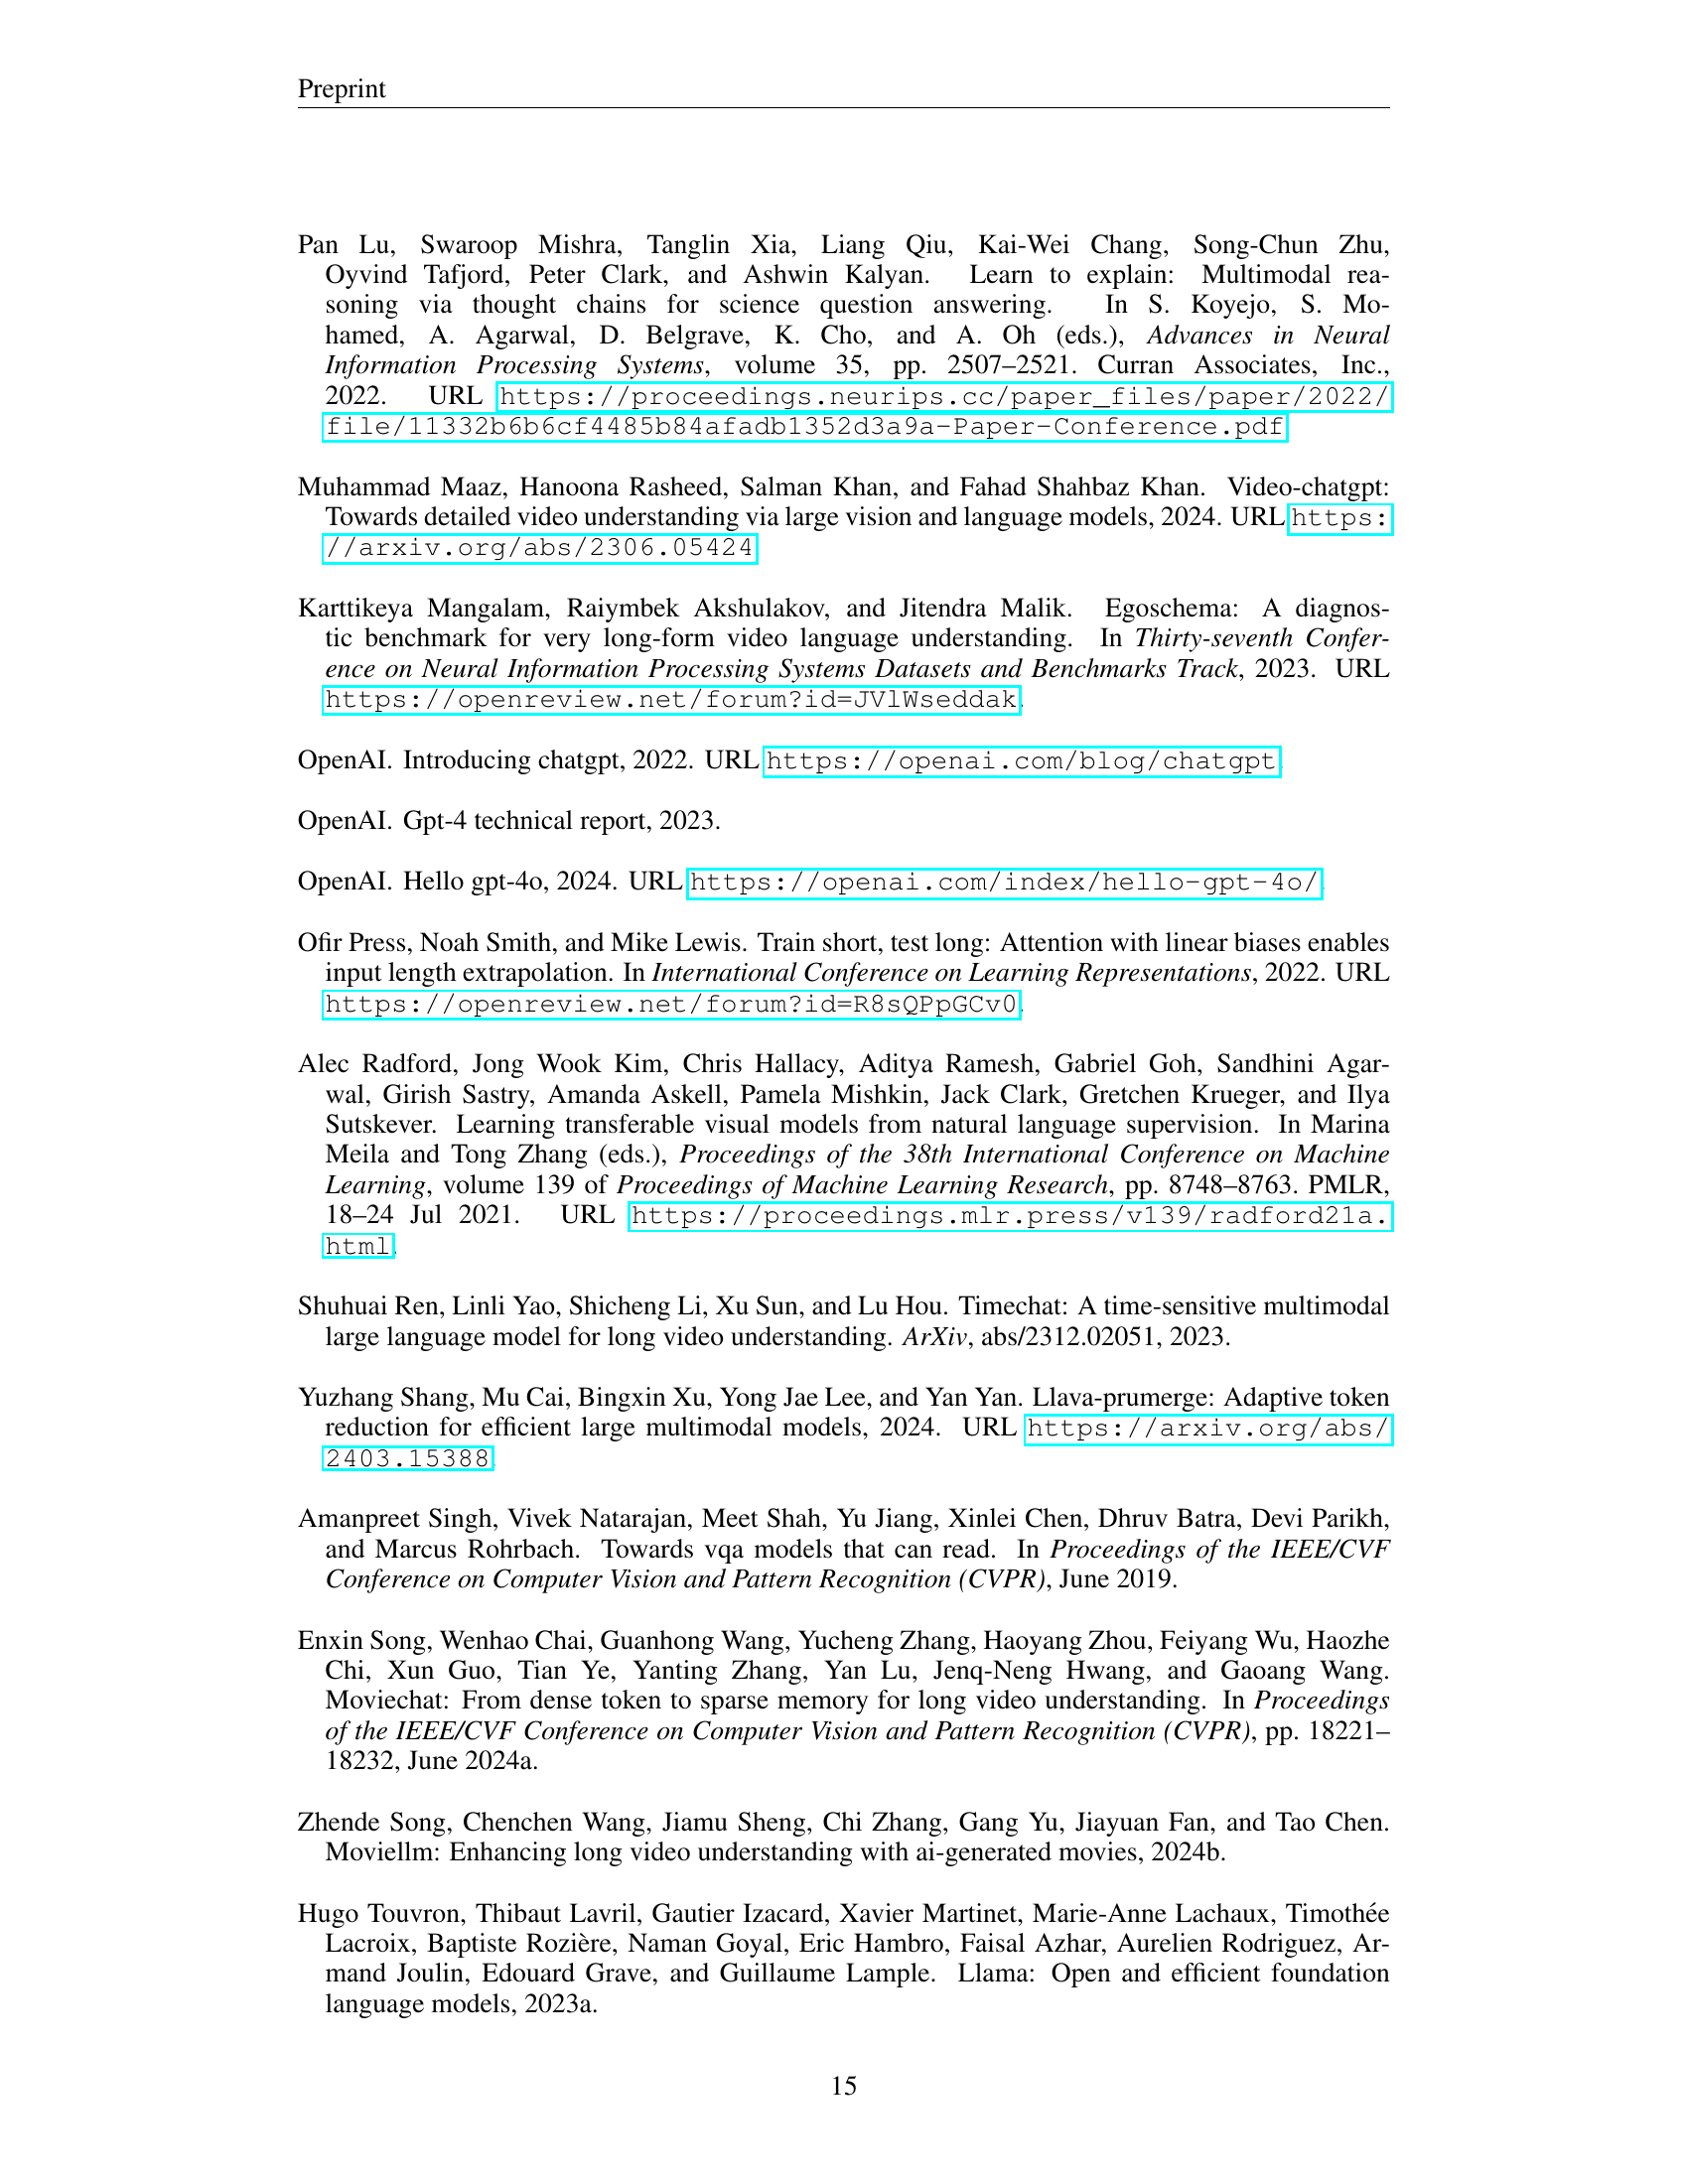 Preprint
Pan Lu, Swaroop Mishra, Tanglin Xia, Liang Qiu, Kai-Wei Chang, Song-Chun Zhu,
Oyvind Tafjord, Peter Clark, and Ashwin Kalyan. Learn to explain: Multimodal rea-
soning via thought chains for science question answering. In S. Koyejo, S. Mo-
hamed, A. Agarwal, D. Belgrave, K. Cho, and A. Oh (eds.), Advances in Neural
Information Processing Systems, volume 35, pp. 2507–2521. Curran Associates, Inc.,
2022. URL https://proceedings.neurips.cc/paper_files/paper/2022/
file/11332b6b6cf4485b84afadb1352d3a9a-Paper-Conference.pdf.
Muhammad Maaz, Hanoona Rasheed, Salman Khan, and Fahad Shahbaz Khan. Video-chatgpt:
Towards detailed video understanding via large vision and language models, 2024. URL https:
//arxiv.org/abs/2306.05424.
Karttikeya Mangalam, Raiymbek Akshulakov, and Jitendra Malik. Egoschema: A diagnos-
tic benchmark for very long-form video language understanding. In Thirty-seventh Confer-
ence on Neural Information Processing Systems Datasets and Benchmarks Track, 2023. URL
https://openreview.net/forum?id=JVlWseddak.
OpenAI. Introducing chatgpt, 2022. URL https://openai.com/blog/chatgpt.
OpenAI. Gpt-4 technical report, 2023.
OpenAI. Hello gpt-4o, 2024. URL https://openai.com/index/hello-gpt-4o/.
Ofir Press, Noah Smith, and Mike Lewis. Train short, test long: Attention with linear biases enables
input length extrapolation. In International Conference on Learning Representations, 2022. URL
https://openreview.net/forum?id=R8sQPpGCv0.
Alec Radford, Jong Wook Kim, Chris Hallacy, Aditya Ramesh, Gabriel Goh, Sandhini Agar-
wal, Girish Sastry, Amanda Askell, Pamela Mishkin, Jack Clark, Gretchen Krueger, and Ilya
Sutskever. Learning transferable visual models from natural language supervision. In Marina
Meila and Tong Zhang (eds.), Proceedings of the 38th International Conference on Machine
Learning, volume 139 of Proceedings of Machine Learning Research, pp. 8748–8763. PMLR,
18–24 Jul 2021. URL https://proceedings.mlr.press/v139/radford21a.
html.
Shuhuai Ren, Linli Yao, Shicheng Li, Xu Sun, and Lu Hou. Timechat: A time-sensitive multimodal
large language model for long video understanding. ArXiv, abs/2312.02051, 2023.
Yuzhang Shang, Mu Cai, Bingxin Xu, Yong Jae Lee, and Yan Yan. Llava-prumerge: Adaptive token
reduction for efficient large multimodal models, 2024. URL https://arxiv.org/abs/
2403.15388.
Amanpreet Singh, Vivek Natarajan, Meet Shah, Yu Jiang, Xinlei Chen, Dhruv Batra, Devi Parikh,
and Marcus Rohrbach. Towards vqa models that can read. In Proceedings of the IEEE/CVF
Conference on Computer Vision and Pattern Recognition (CVPR), June 2019.
Enxin Song, Wenhao Chai, Guanhong Wang, Yucheng Zhang, Haoyang Zhou, Feiyang Wu, Haozhe
Chi, Xun Guo, Tian Ye, Yanting Zhang, Yan Lu, Jenq-Neng Hwang, and Gaoang Wang.
Moviechat: From dense token to sparse memory for long video understanding. In Proceedings
of the IEEE/CVF Conference on Computer Vision and Pattern Recognition (CVPR), pp. 18221–
18232, June 2024a.
Zhende Song, Chenchen Wang, Jiamu Sheng, Chi Zhang, Gang Yu, Jiayuan Fan, and Tao Chen.
Moviellm: Enhancing long video understanding with ai-generated movies, 2024b.
Hugo Touvron, Thibaut Lavril, Gautier Izacard, Xavier Martinet, Marie-Anne Lachaux, Timothée
Lacroix, Baptiste Rozière, Naman Goyal, Eric Hambro, Faisal Azhar, Aurelien Rodriguez, Ar-
mand Joulin, Edouard Grave, and Guillaume Lample. Llama: Open and efficient foundation
language models, 2023a.
15